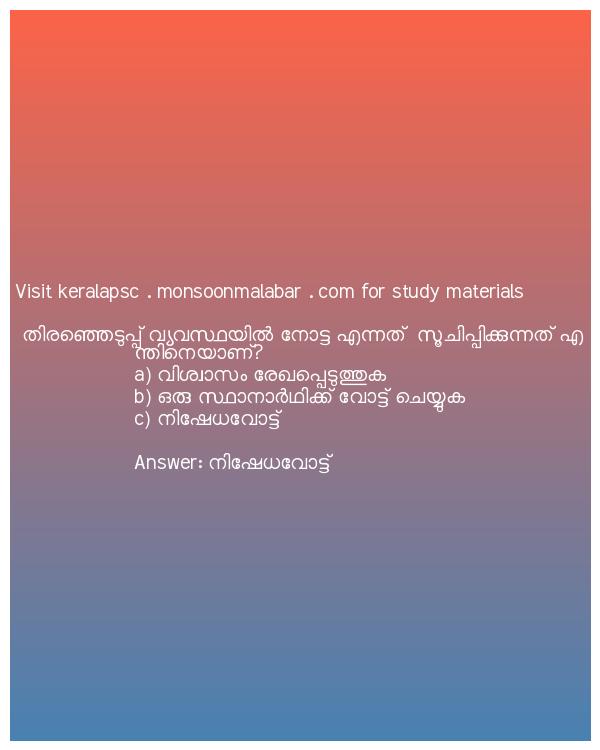 Visit keralapsc . monsoonmalabar . com for study materials
തിരഞ്ഞെടുപ്പ് വ്യവസ്ഥയിൽ നോട്ട എന്നത് സൂചിപ്പിക്കുന്നത് എ
ന്തിനെയാണ്?
a) വിശ്വാസം രേഖപ്പെടുത്തുക
b) ഒരു സ്ഥാനാർഥിക്ക് വോട്ട് ചെയ്യുക
c) നിഷേധവോട്ട്
Answer: നിഷേധവോട്ട്